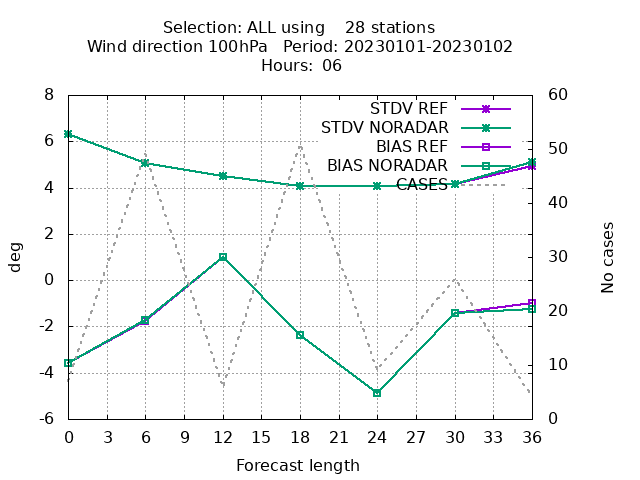 Selection: ALL using    28 stations
Wind direction 100hPa   Period: 20230101-20230102
Hours: 06
STDV REF
STDV NORADAR
BIAS REF
BIAS NORADAR
CASES
8
6
4
2
0
-2
-4
-6
deg
60
50
40
30
20
10
0
No cases
0 3 6 9 12 15 18 21 24 27 30 33 36
Forecast length